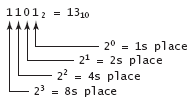 1101₂ = 13₁₀
2⁰ = 1s place
2¹ = 2s place
2² = 4s place
2³ = 8s place